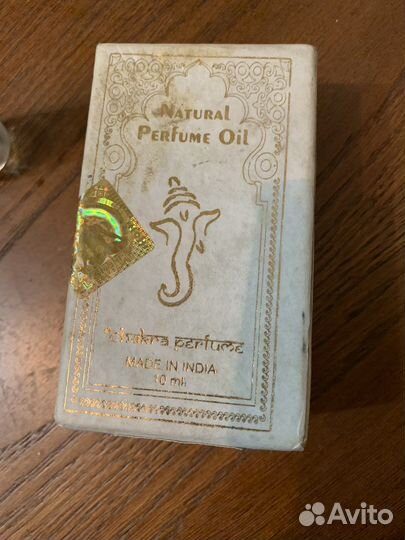 Natural
Perfume Oil
Chakra perfume
MADE IN INDIA
10 ml.
Avito